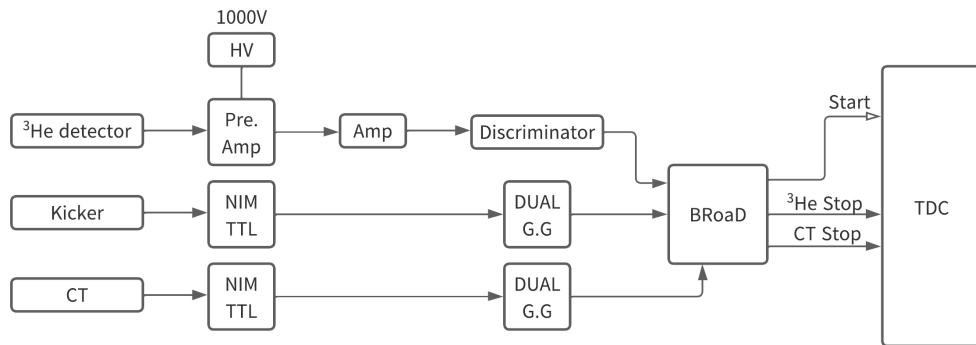 1000V
HV
Start
³He detector
Pre.
Amp
Amp
Discriminator
Kicker
NIM
TTL
DUAL
G.G
BRoaD
³He Stop
CT Stop
TDC
CT
NIM
TTL
DUAL
G.G